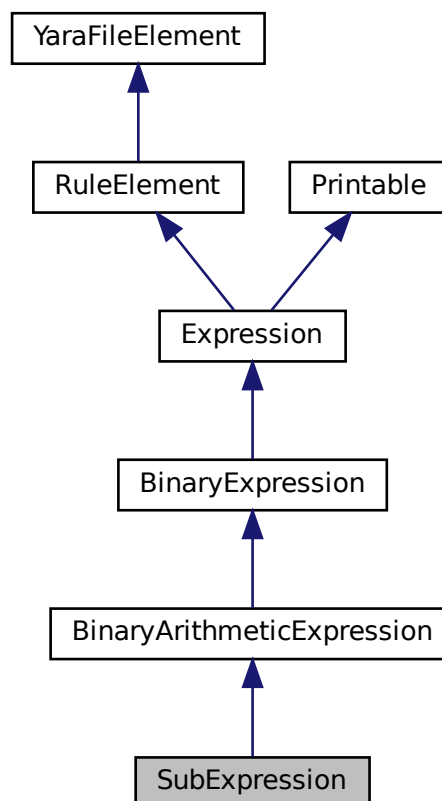 YaraFileElement
RuleElement
Printable
Expression
BinaryExpression
BinaryArithmeticExpression
SubExpression